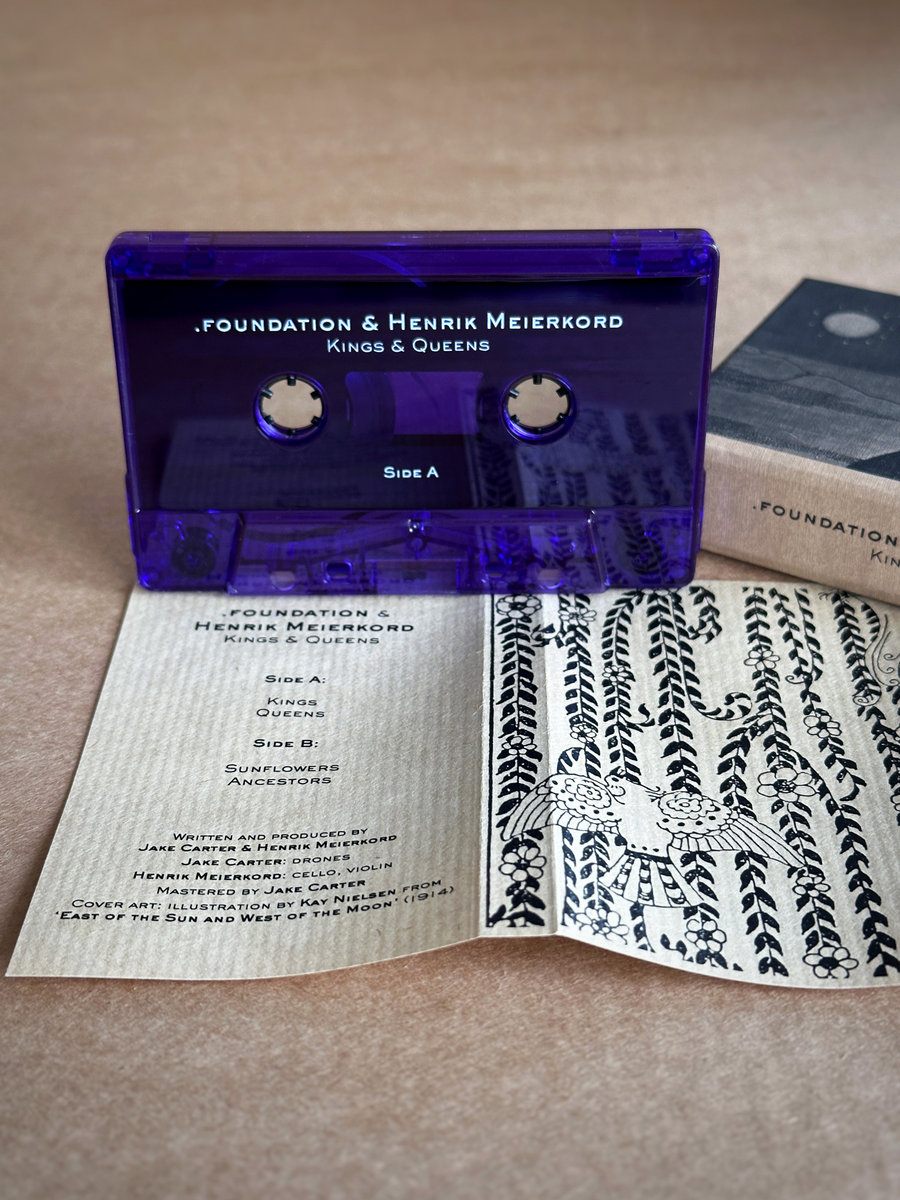 .FOUNDATION & HENRIK MEIERKORD
KINGS & QUEENS
SIDE A
.FOUNDATION
KIN
.FOUNDATION &
HENRIK MEIERKORD
KINGS & QUEENS
SIDE A:
KINGS
QUEENS
SIDE B:
SUNFLOWERS
ANCESTORS
WRITTEN AND PRODUCED BY
JAKE CARTER & HENRIK MEIERKORD
JAKE CARTER: DRONES
HENRIK MEIERKORD: CELLO, VIOLIN
MASTERED BY JAKE CARTER
COVER ART: ILLUSTRATION BY KAY NIELSEN FROM
'EAST OF THE SUN AND WEST OF THE MOON' (1914)